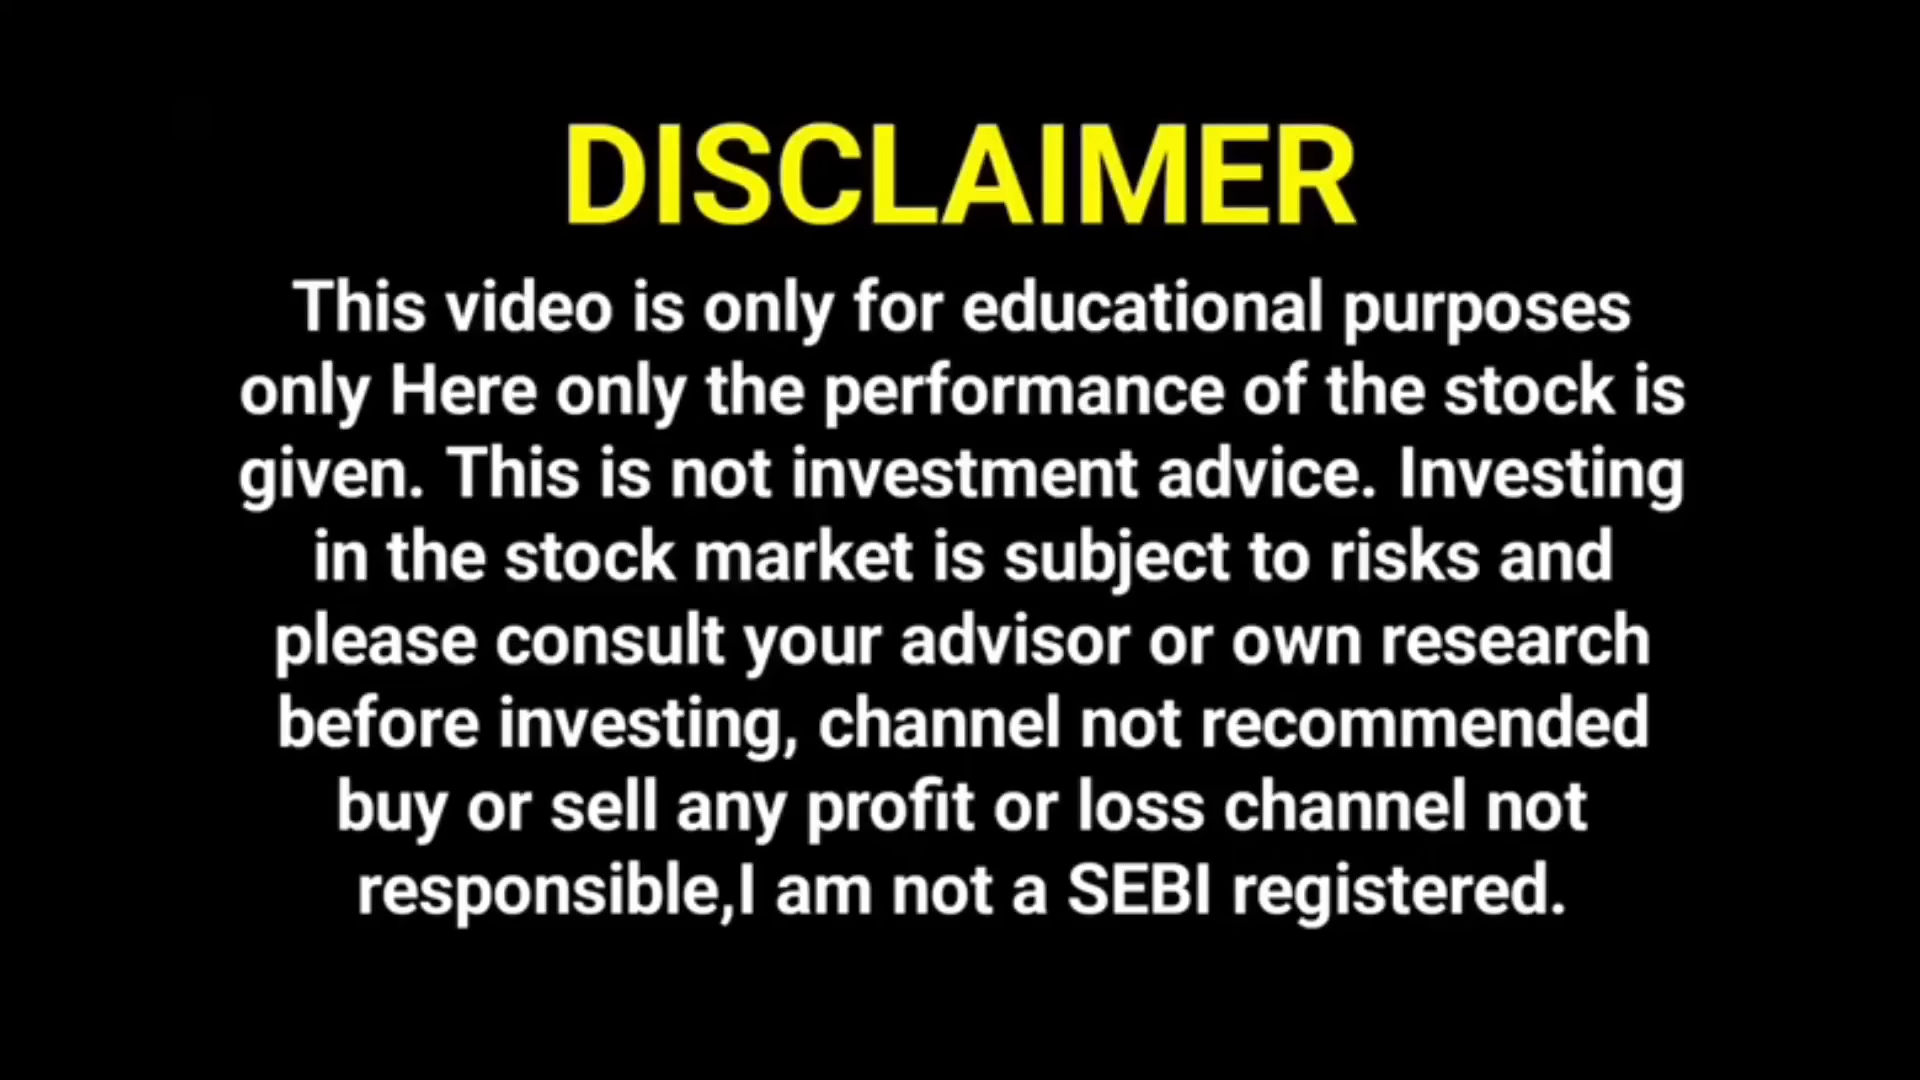 DISCLAIMER
This video is only for educational purposes
only Here only the performance of the stock is
given. This is not investment advice. Investing
in the stock market is subject to risks and
please consult your advisor or own research
before investing, channel not recommended
buy or sell any profit or loss channel not
responsible,I am not a SEBI registered.